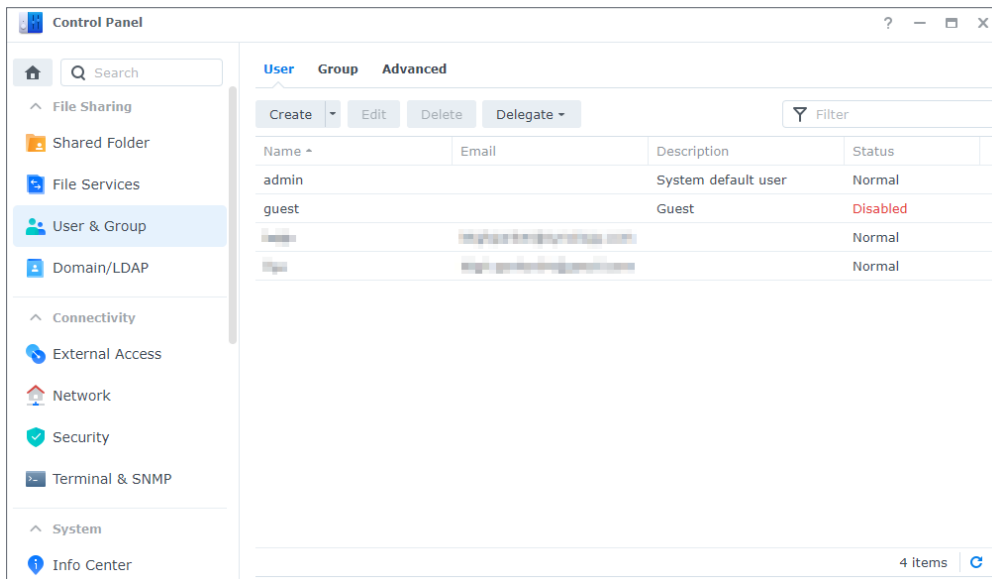 Control Panel
?
Search
User Group Advanced
File Sharing
Create Edit Delete Delegate
Filter
Shared Folder
Name Email Description Status
File Services
admin System default user Normal
guest Guest Disabled
User & Group
Normal
Domain/LDAP
Normal
Connectivity
External Access
Network
Security
Terminal & SNMP
System
Info Center
4 items